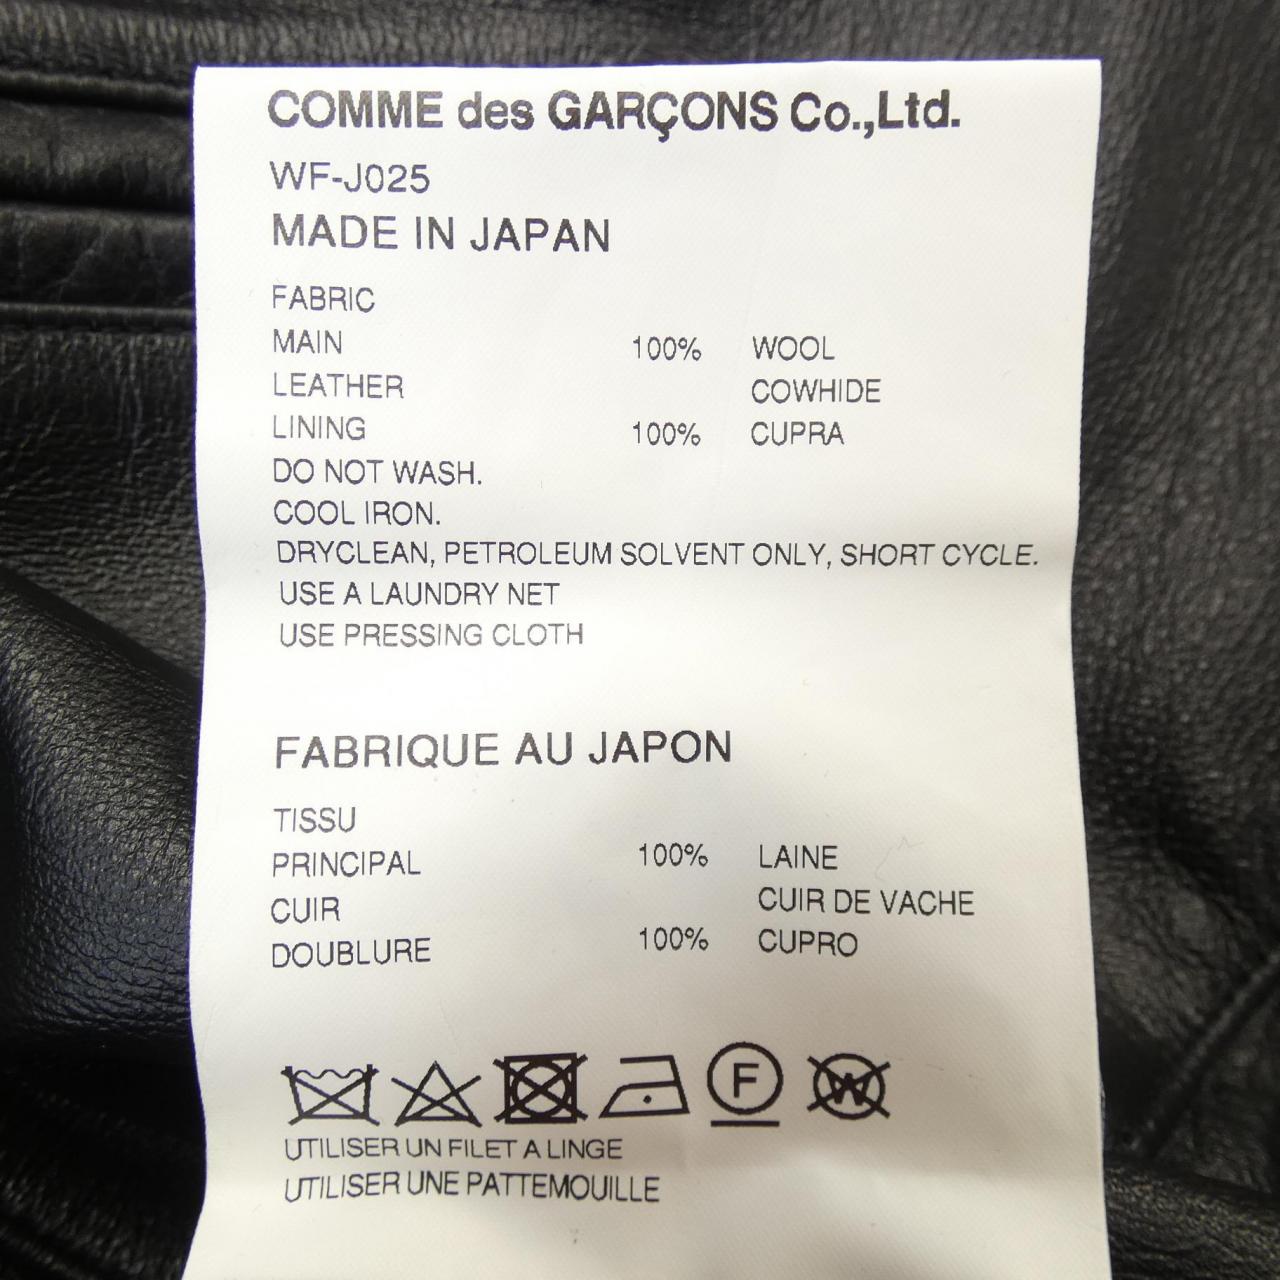 COMME des GARÇONS Co.,Ltd.
WF-J025
MADE IN JAPAN
FABRIC
MAIN 100% WOOL
LEATHER COWHIDE
LINING 100% CUPRA
DO NOT WASH.
COOL IRON.
DRYCLEAN, PETROLEUM SOLVENT ONLY, SHORT CYCLE.
USE A LAUNDRY NET
USE PRESSING CLOTH
FABRIQUE AU JAPON
TISSU
PRINCIPAL 100% LAINE
CUIR CUIR DE VACHE
DOUBLURE 100% CUPRO
F W
UTILISER UN FILET A LINGE
UTILISER UNE PATTEMOUILLE